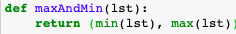 def maxAndMin(lst):
    return (min(lst), max(lst))